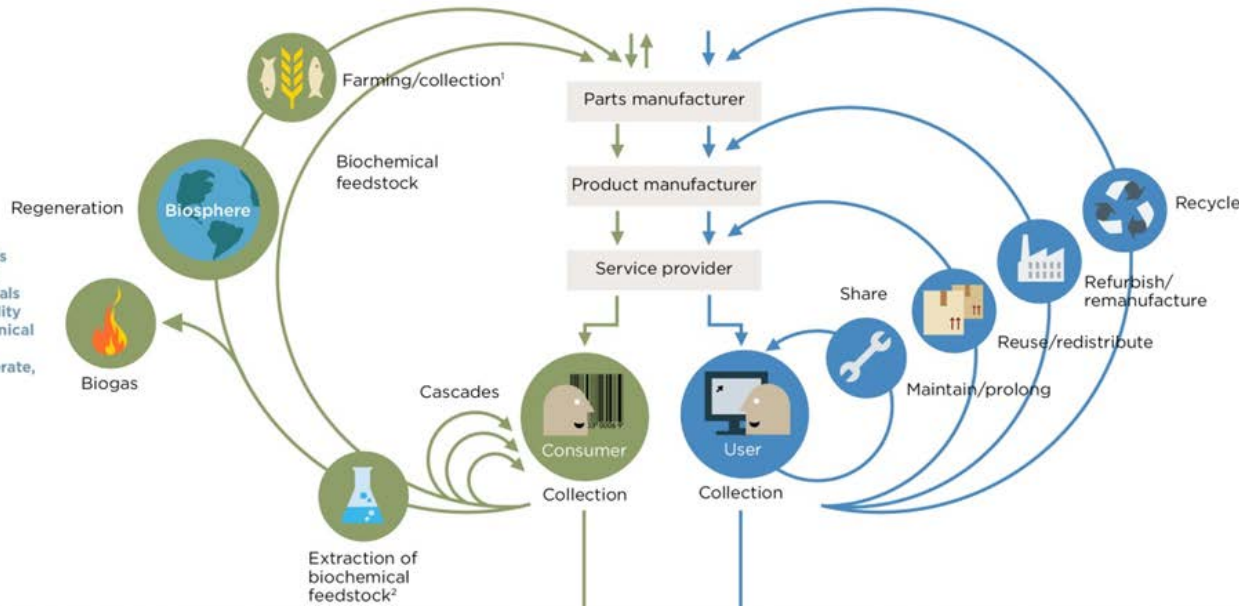 Farming/collection¹
Parts manufacturer
Biochemical
feedstock
Product manufacturer
Regeneration
Biosphere
Recycle
Service provider
Share
Refurbish/
remanufacture
Reuse/redistribute
Biogas
Cascades
Maintain/prolong
Consumer
User
Collection
Collection
Extraction of
biochemical
feedstock²